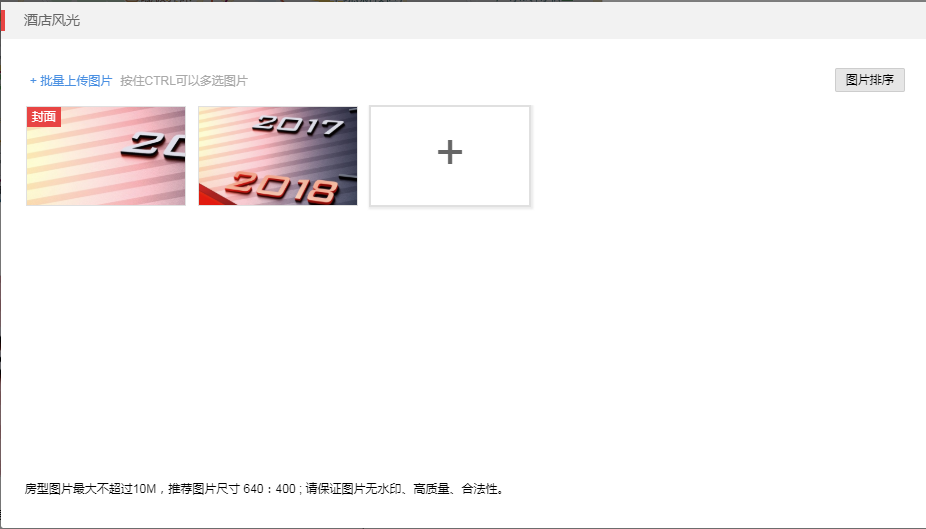 酒店风光
+ 批量上传图片 按住CTRL可以多选图片
图片排序
封面
20
2017
2018
+
房型图片最大不超过10M，推荐图片尺寸 640：400 ; 请保证图片无水印、高质量、合法性。